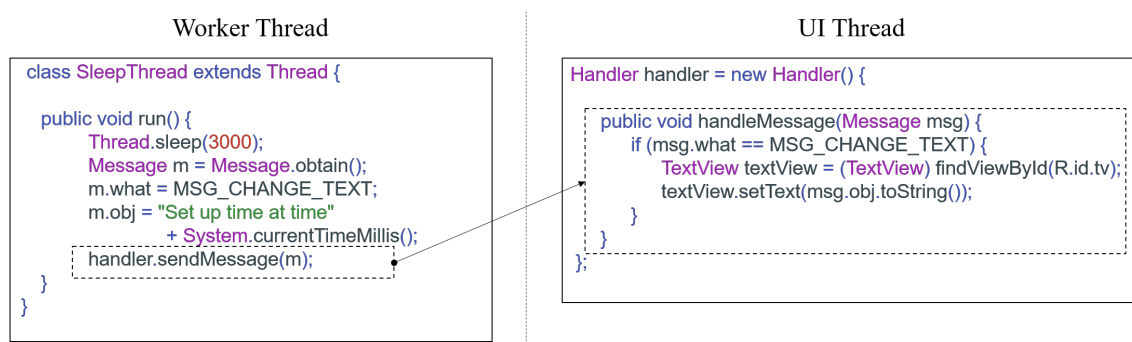 Worker Thread
class SleepThread extends Thread {
public void run() {
Thread.sleep(3000);
Message m = Message.obtain();
m.what = MSG_CHANGE_TEXT;
m.obj = "Set up time at time"
+ System.currentTimeMillis();
handler.sendMessage(m);
}
}
UI Thread
Handler handler = new Handler() {
public void handleMessage(Message msg) {
if (msg.what == MSG_CHANGE_TEXT) {
TextView textView = (TextView) findViewById(R.id.tv);
textView.setText(msg.obj.toString());
}
}
};